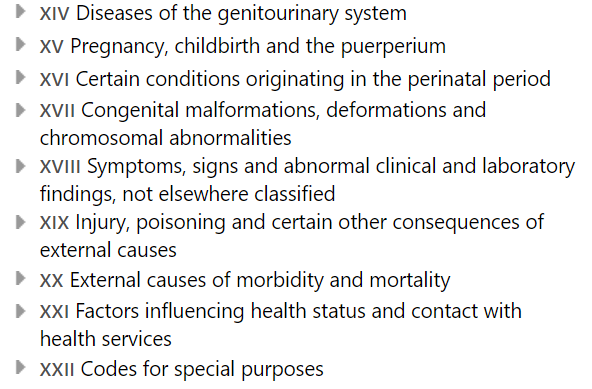 XIV Diseases of the genitourinary system
XV Pregnancy, childbirth and the puerperium
XVI Certain conditions originating in the perinatal period
XVII Congenital malformations, deformations and
chromosomal abnormalities
XVIII Symptoms, signs and abnormal clinical and laboratory
findings, not elsewhere classified
XIX Injury, poisoning and certain other consequences of
external causes
XX External causes of morbidity and mortality
XXI Factors influencing health status and contact with
health services
XXII Codes for special purposes